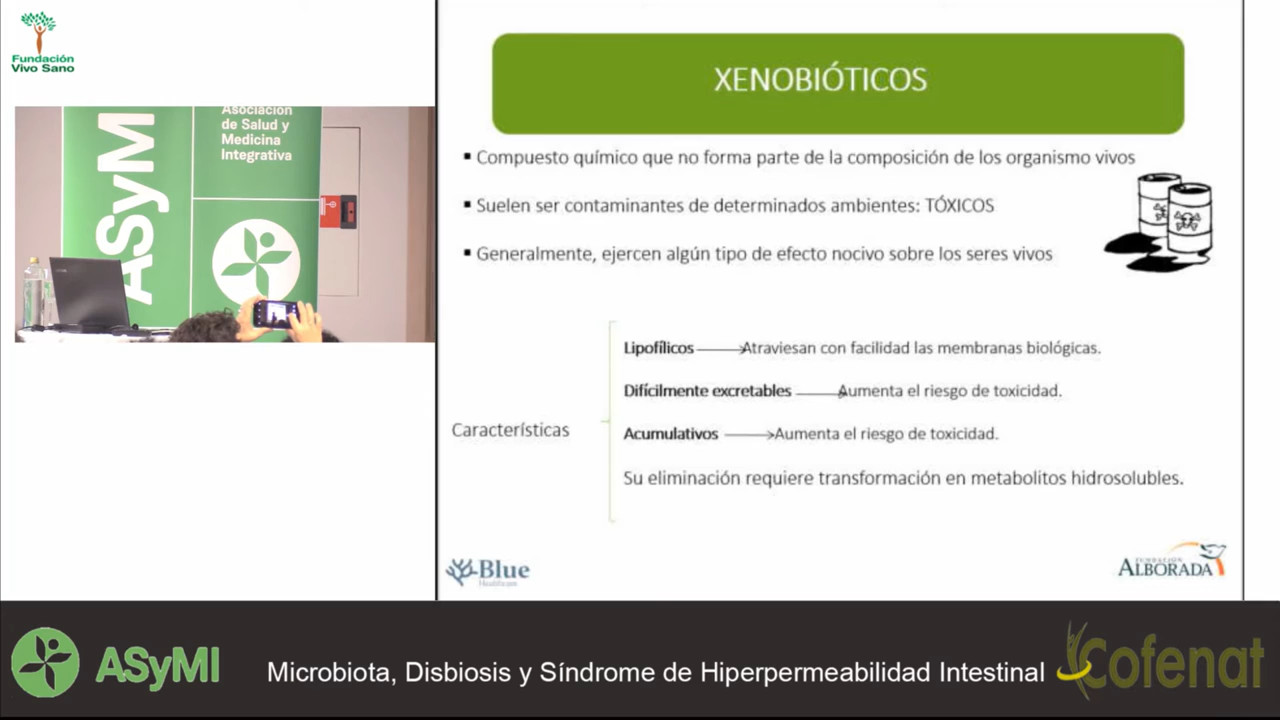 Fundación
Vivo Sano
ASyMI
Asociación
de Salud y
Medicina
Integrativa
XENOBIÓTICOS
▪ Compuesto químico que no forma parte de la composición de los organismo vivos
▪ Suelen ser contaminantes de determinados ambientes: TÓXICOS
▪ Generalmente, ejercen algún tipo de efecto nocivo sobre los seres vivos
Características
Lipofílicos → Atraviesan con facilidad las membranas biológicas.
Difícilmente excretables → Aumenta el riesgo de toxicidad.
Acumulativos → Aumenta el riesgo de toxicidad.
Su eliminación requiere transformación en metabolitos hidrosolubles.
Blue
Healthcare
FUNDACIÓN
ALBORADA
ASyMI
Microbiota, Disbiosis y Síndrome de Hiperpermeabilidad Intestinal
Cofenat